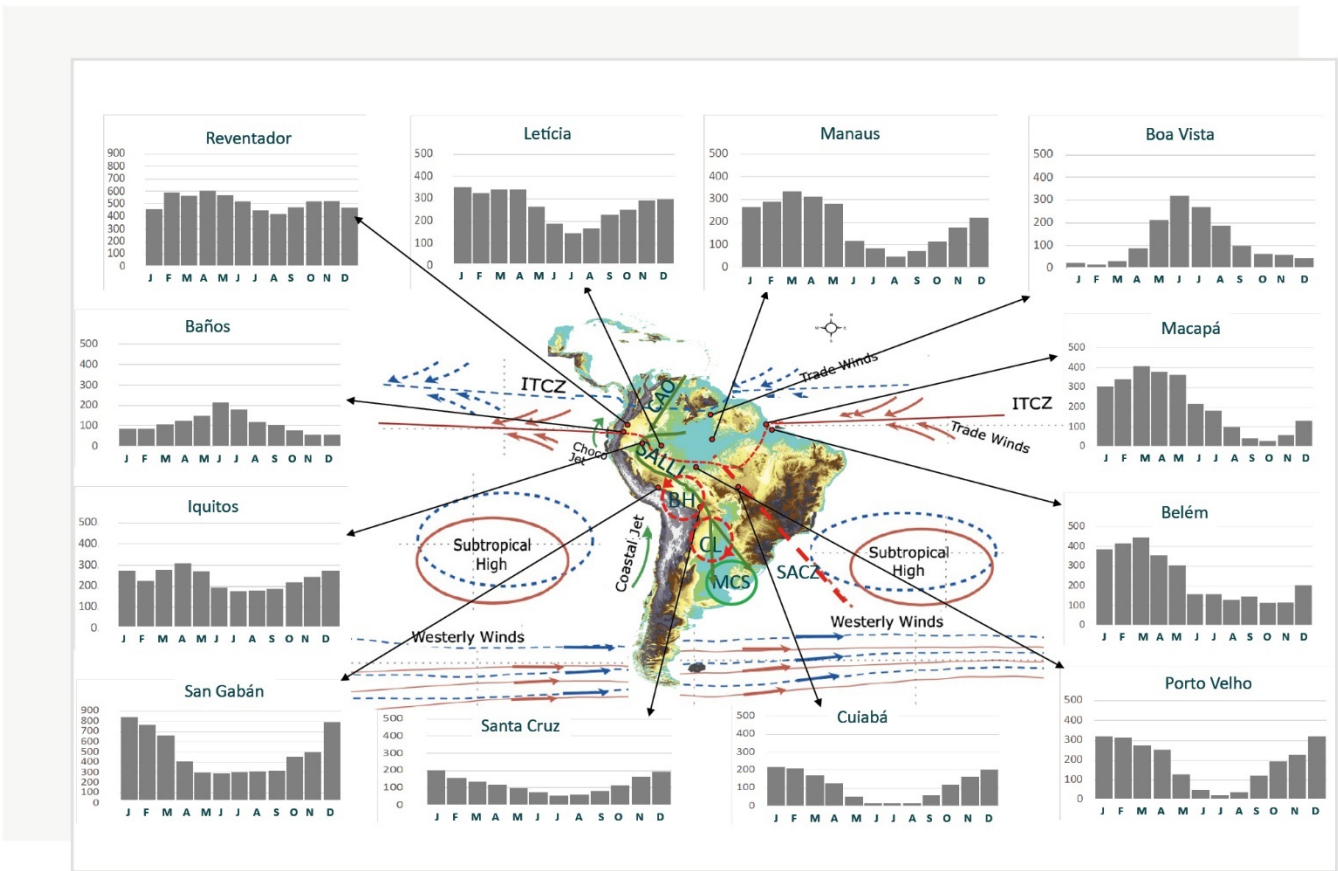 Reventador
900
800
700
600
500
400
300
200
100
0
J F M A M J J A S O N D
Letícia
500
400
300
200
100
0
J F M A M J J A S O N D
Manaus
500
400
300
200
100
0
J F M A M J J A S O N D
Boa Vista
500
400
300
200
100
0
J F M A M J J A S O N D
Baños
500
400
300
200
100
0
J F M A M J J A S O N D
Macapá
500
400
300
200
100
0
J F M A M J J A S O N D
Iquitos
500
400
300
200
100
0
J F M A M J J A S O N D
Belém
500
400
300
200
100
0
J F M A M J J A S O N D
San Gabán
900
800
700
600
500
400
300
200
100
0
J F M A M J J A S O N D
Santa Cruz
500
400
300
200
100
0
J F M A M J J A S O N D
Cuiabá
500
400
300
200
100
0
J F M A M J J A S O N D
Porto Velho
500
400
300
200
100
0
J F M A M J J A S O N D
Trade Winds
ITCZ
CAO
ITCZ
Trade Winds
Choco
Jet
SALLJ
BH
Subtropical
High
Coastal Jet
CL
MCS
SACZ
Subtropical
High
Westerly Winds
Westerly Winds